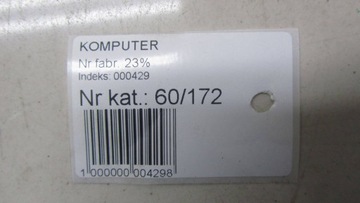 KOMPUTER
Nr fabr. 23%
Indeks: 000429
Nr kat.: 60/172
1 000000 004298